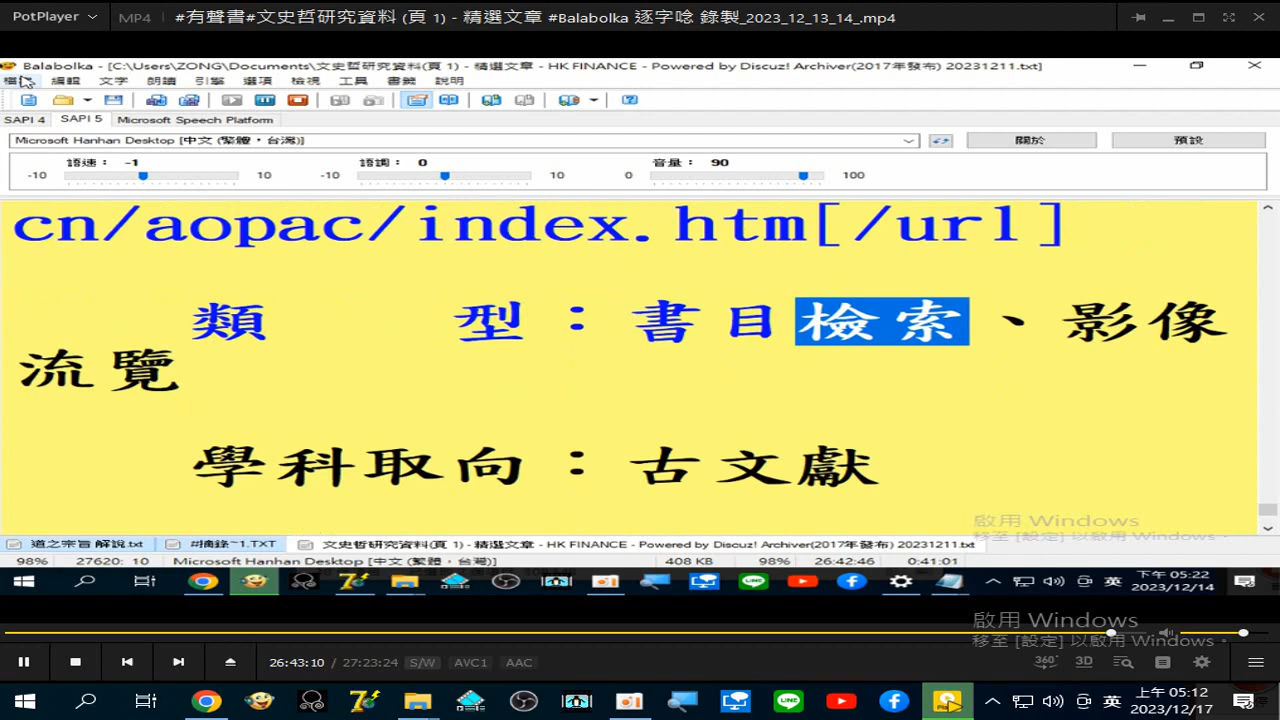 PotPlayer MP4 #有聲書#文史哲研究資料 (頁 1) - 精選文章 #Balabolka 逐字唸 錄製_2023_12_13_14_.mp4
Balabolka - [C:\Users\ZONG\Documents\文史哲研究資料(頁 1) - 精選文章 - HK FINANCE - Powered by Discuz! Archiver(2017年發布) 20231211.txt]
編輯 文字 朗讀 引擎 選項 檢視 工具 書籤 說明
SAPI 4 SAPI 5 Microsoft Speech Platform
Microsoft Hanhan Desktop [中文 (繁體，台灣)] 關於 預設
語速： -1 語調： 0 音量： 90
-10 10 -10 10 0 100
cn/aopac/index.htm[/url]
類 型：書目檢索、影像
流覽
學科取向：古文獻
啟用 Windows
移至 [設定] 以啟用 Windows。
道之宗旨 解說.txt #摘錄~1.TXT 文史哲研究資料(頁 1) - 精選文章 - HK FINANCE - Powered by Discuz! Archiver(2017年發布) 20231211.txt
98% 27620: 10 Microsoft Hanhan Desktop [中文 (繁體，台灣)] 408 KB 98% 26:42:46 0:41:01
英 下午 05:22
2023/12/14
啟用 Windows
移至 [設定] 以啟用 Windows。
26:43:10 / 27:23:24 S/W AVC1 AAC 360° 3D
英 上午 05:12
2023/12/17